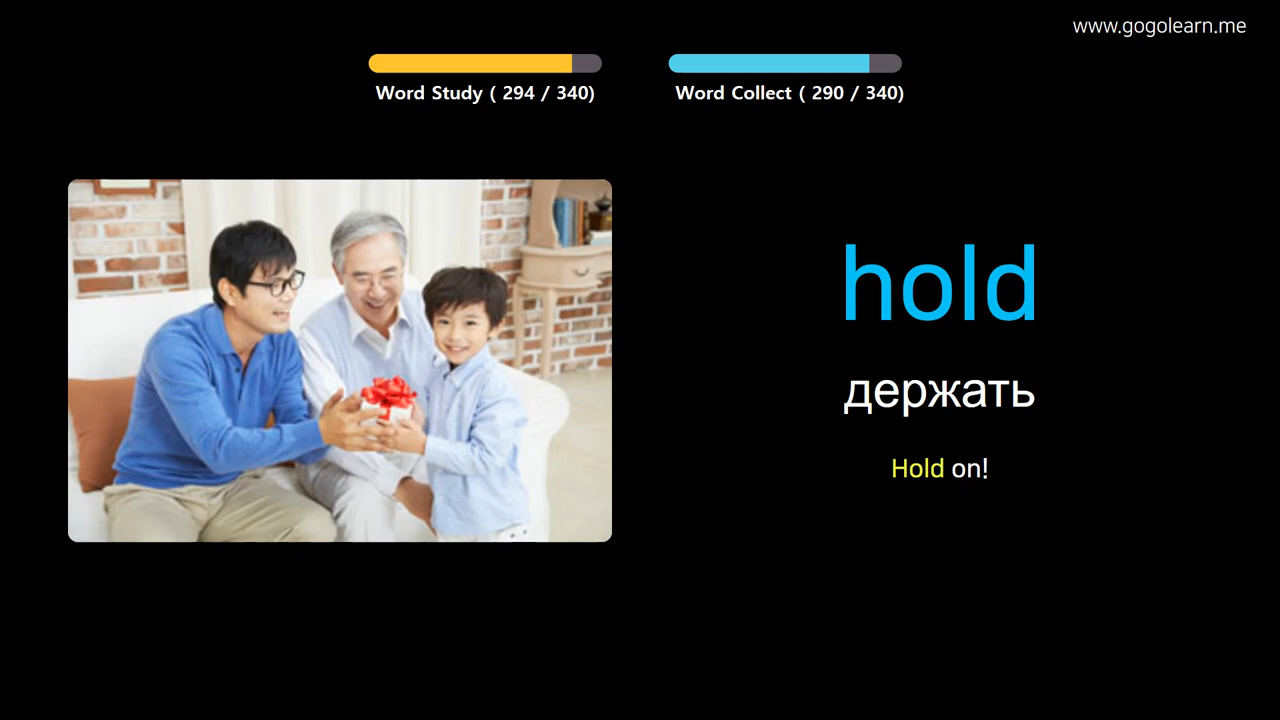 www.gogolearn.me
Word Study ( 294 / 340)
Word Collect ( 290 / 340)
hold
держать
Hold on!